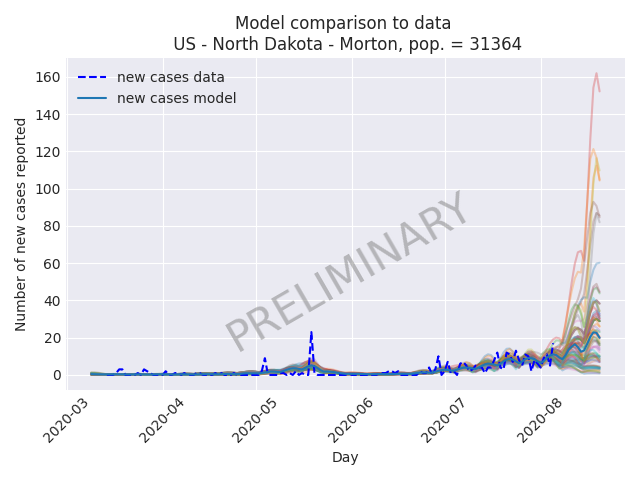 Model comparison to data
US - North Dakota - Morton, pop. = 31364
new cases data
new cases model
160
140
120
100
80
60
40
20
0
Number of new cases reported
PRELIMINARY
2020-03
2020-04
2020-05
2020-06
2020-07
2020-08
Day